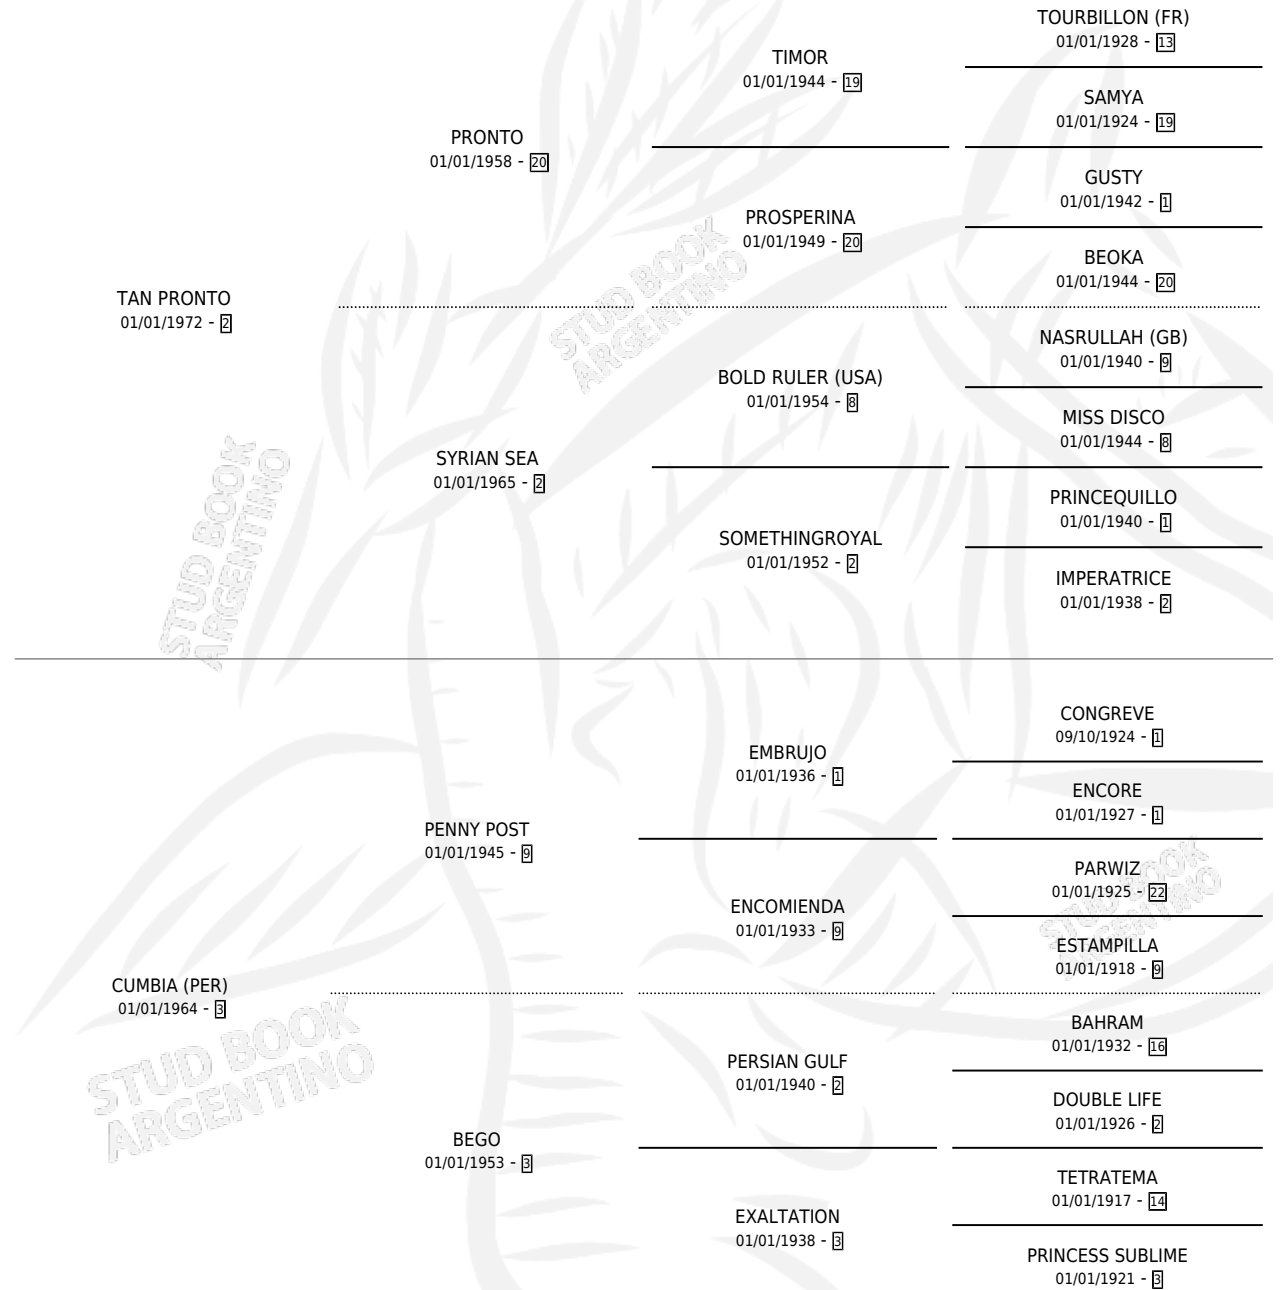 TOURBILLON (FR)
01/01/1928 - 13
TIMOR
01/01/1944 - 19
SAMYA
01/01/1924 - 19
PRONTO
01/01/1958 - 20
GUSTY
01/01/1942 - 1
PROSPERINA
01/01/1949 - 20
BEOKA
01/01/1944 - 20
TAN PRONTO
01/01/1972 - 2
STUD BOOK
ARGENTINO
NASRULLAH (GB)
01/01/1940 - 9
BOLD RULER (USA)
01/01/1954 - 8
MISS DISCO
01/01/1944 - 8
SYRIAN SEA
01/01/1965 - 2
PRINCEQUILLO
01/01/1940 - 1
SOMETHINGROYAL
01/01/1952 - 2
IMPERATRICE
01/01/1938 - 2
STUD BOOK
ARGENTINO
CONGREVE
09/10/1924 - 1
EMBRUJO
01/01/1936 - 1
ENCORE
01/01/1927 - 1
PENNY POST
01/01/1945 - 9
PARWIZ
01/01/1925 - 22
ENCOMIENDA
01/01/1933 - 9
ESTAMPILLA
01/01/1918 - 9
STUD BOOK
ARGENTINO
CUMBIA (PER)
01/01/1964 - 3
STUD BOOK
ARGENTINO
BAHRAM
01/01/1932 - 16
PERSIAN GULF
01/01/1940 - 2
DOUBLE LIFE
01/01/1926 - 2
BEGO
01/01/1953 - 3
TETRATEMA
01/01/1917 - 14
EXALTATION
01/01/1938 - 3
PRINCESS SUBLIME
01/01/1921 - 3